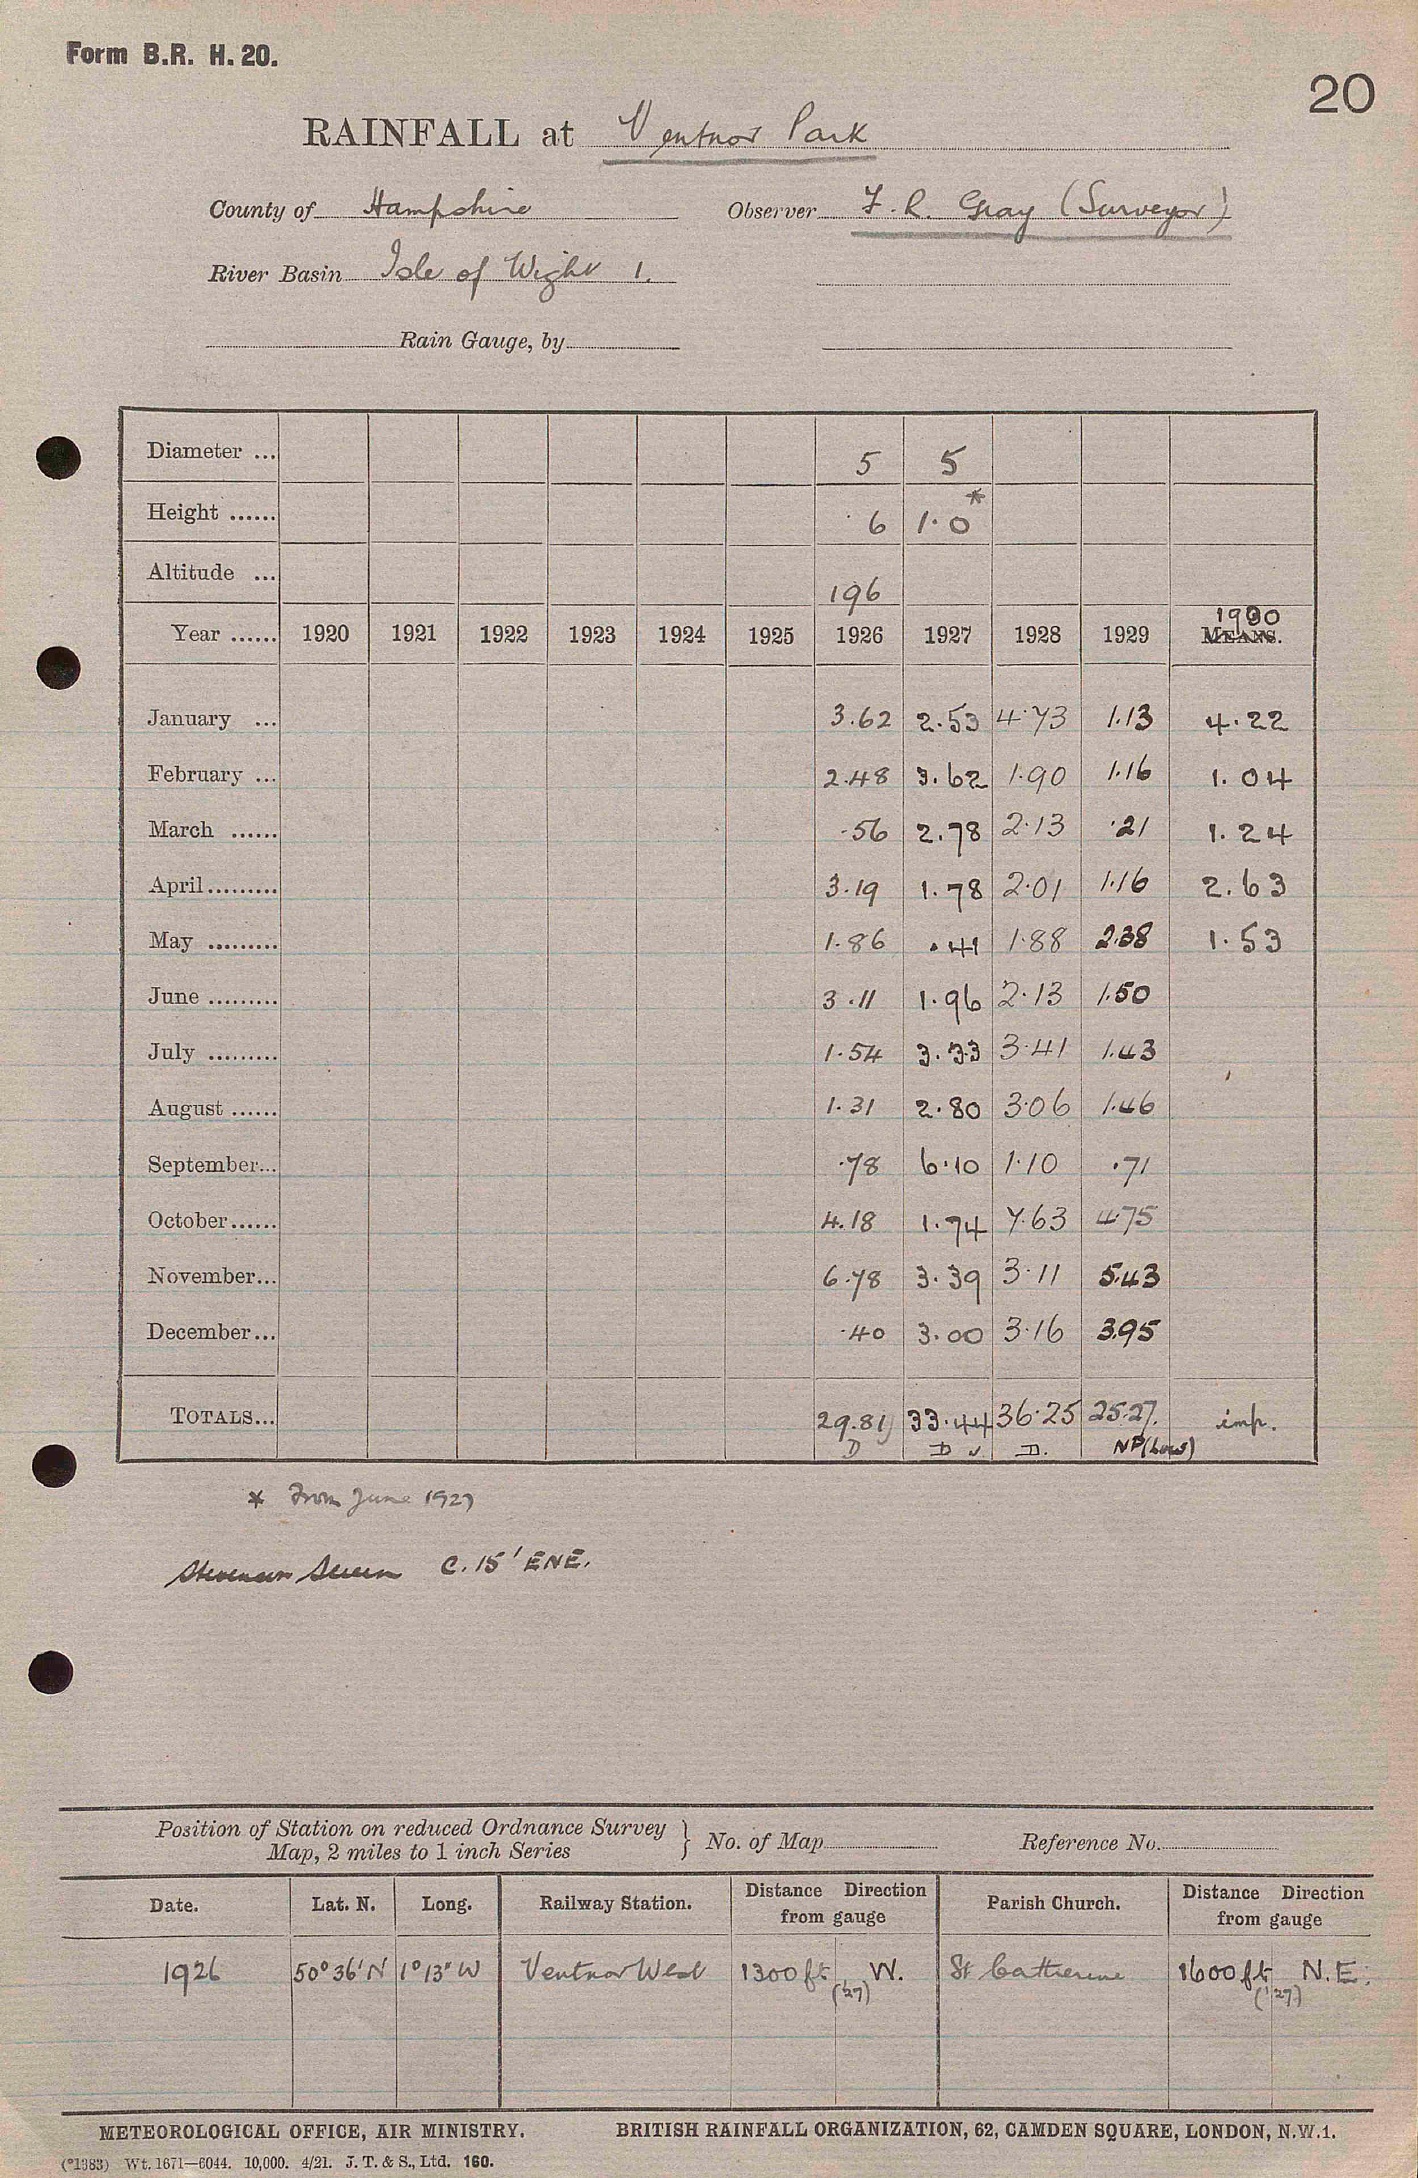 Form B.R. H. 20.
20
RAINFALL at Ventnor Park
County of Hampshire Observer F. R. Gray (Surveyor)
River Basin Isle of Wight 1.
Rain Gauge, by
Diameter ... 5 5
Height ...... ·6 1·0*
Altitude ... 196
1930
Year ...... 1920 1921 1922 1923 1924 1925 1926 1927 1928 1929 MEANS.
January ... 3.62 2.53 4.73 1.13 4.22
February ... 2.48 3.62 1.90 1.16 1.04
March ...... .56 2.78 2.13 .21 1.24
April......... 3.19 1.78 2.01 1.16 2.63
May ......... 1.86 .41 1.88 2.38 1.53
June ......... 3.11 1.96 2.13 1.50
July ......... 1.54 3.33 3.41 1.43
August ...... 1.31 2.80 3.06 1.46
September... .78 6.10 1.10 .71
October...... 4.18 1.74 7.63 4.75
November... 6.78 3.39 3.11 5.43
December... .40 3.00 3.16 3.95
TOTALS... 29.81 33.44 36.25 25.27. imp.
D D ✓ D. NP (Low)
* From June 1927
Stevenson Screen C. 15' ENE.
Position of Station on reduced Ordnance Survey
Map, 2 miles to 1 inch Series } No. of Map Reference No.
Date. Lat. N. Long. Railway Station. Distance Direction from gauge Parish Church. Distance Direction from gauge
1926 50° 36' N 1° 13" W Ventnor West 1300 ft W. St Catherine 1600 ft N.E.
('27) ('27)
METEOROLOGICAL OFFICE, AIR MINISTRY. BRITISH RAINFALL ORGANIZATION, 62, CAMDEN SQUARE, LONDON, N.W.1.
(*1383) Wt. 1671—6044. 10,000. 4/21. J. T. & S., Ltd. 160.